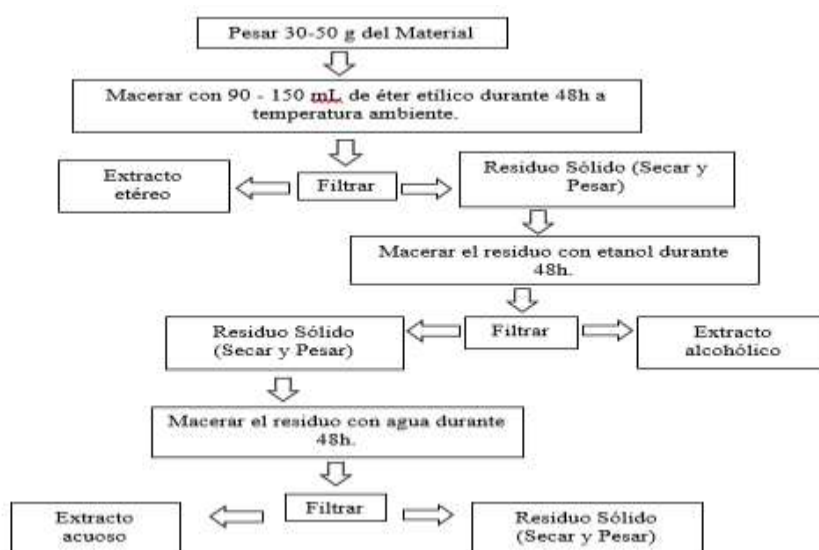 Pesar 30-50 g del Material
Macerar con 90 - 150 mL de éter etílico durante 48h a
temperatura ambiente.
Extracto
etéreo
Filtrar
Residuo Sólido (Secar y
Pesar)
Macerar el residuo con etanol durante
48h.
Residuo Sólido
(Secar y Pesar)
Filtrar
Extracto
alcohólico
Macerar el residuo con agua durante
48h.
Extracto
acuoso
Filtrar
Residuo Sólido
(Secar y Pesar)